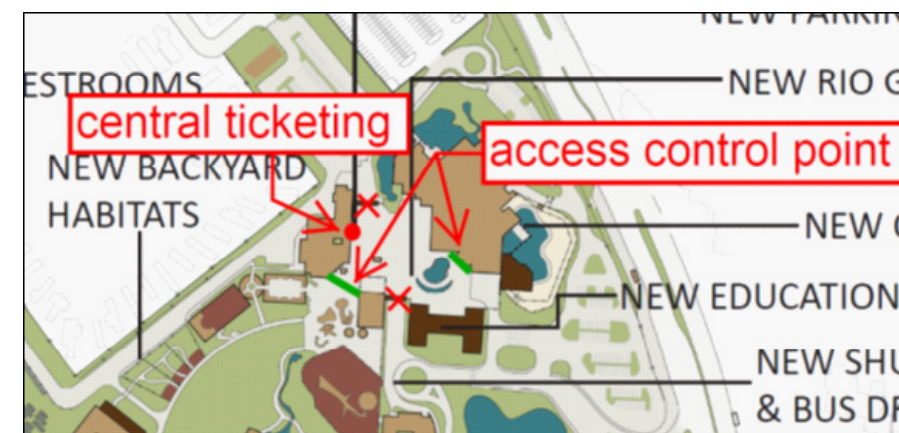 NEW PARKIN
ESTROOMS
NEW RIO G
central ticketing
access control point
NEW BACKYARD
HABITATS
NEW
NEW EDUCATION
NEW SHU
& BUS DR